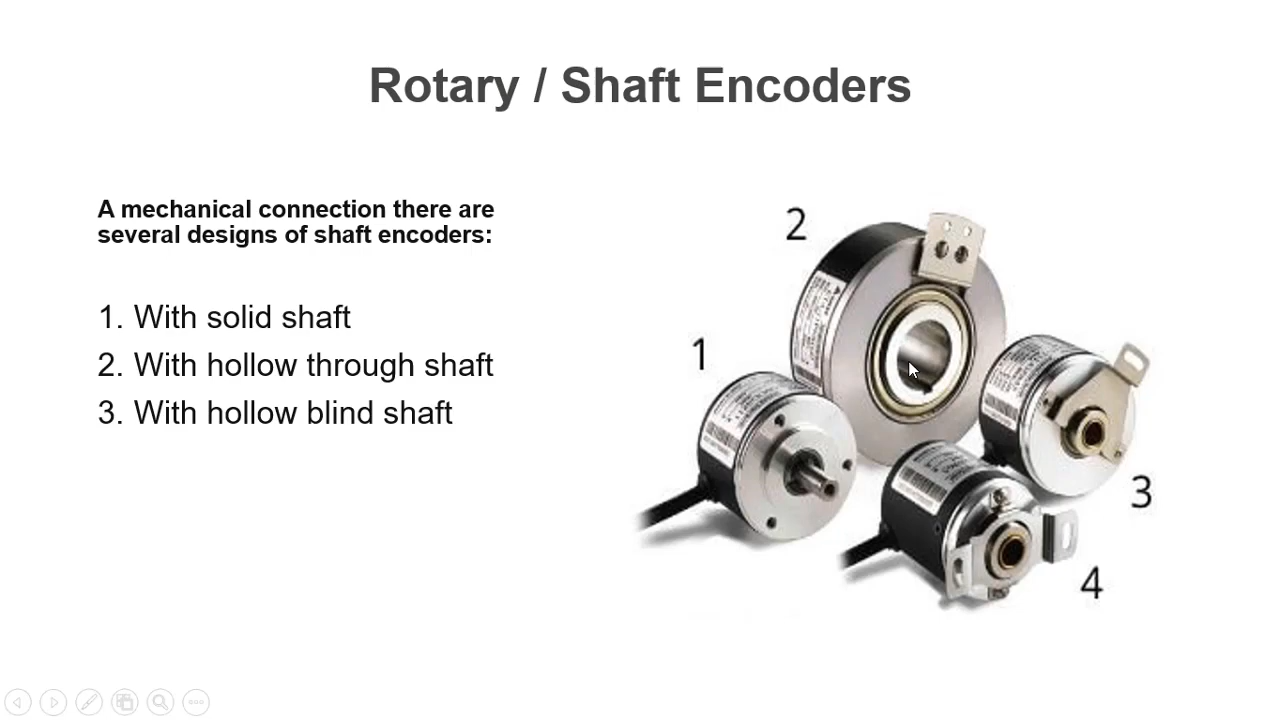 Rotary / Shaft Encoders
A mechanical connection there are
several designs of shaft encoders:
1. With solid shaft
2. With hollow through shaft
3. With hollow blind shaft
2
1
3
4